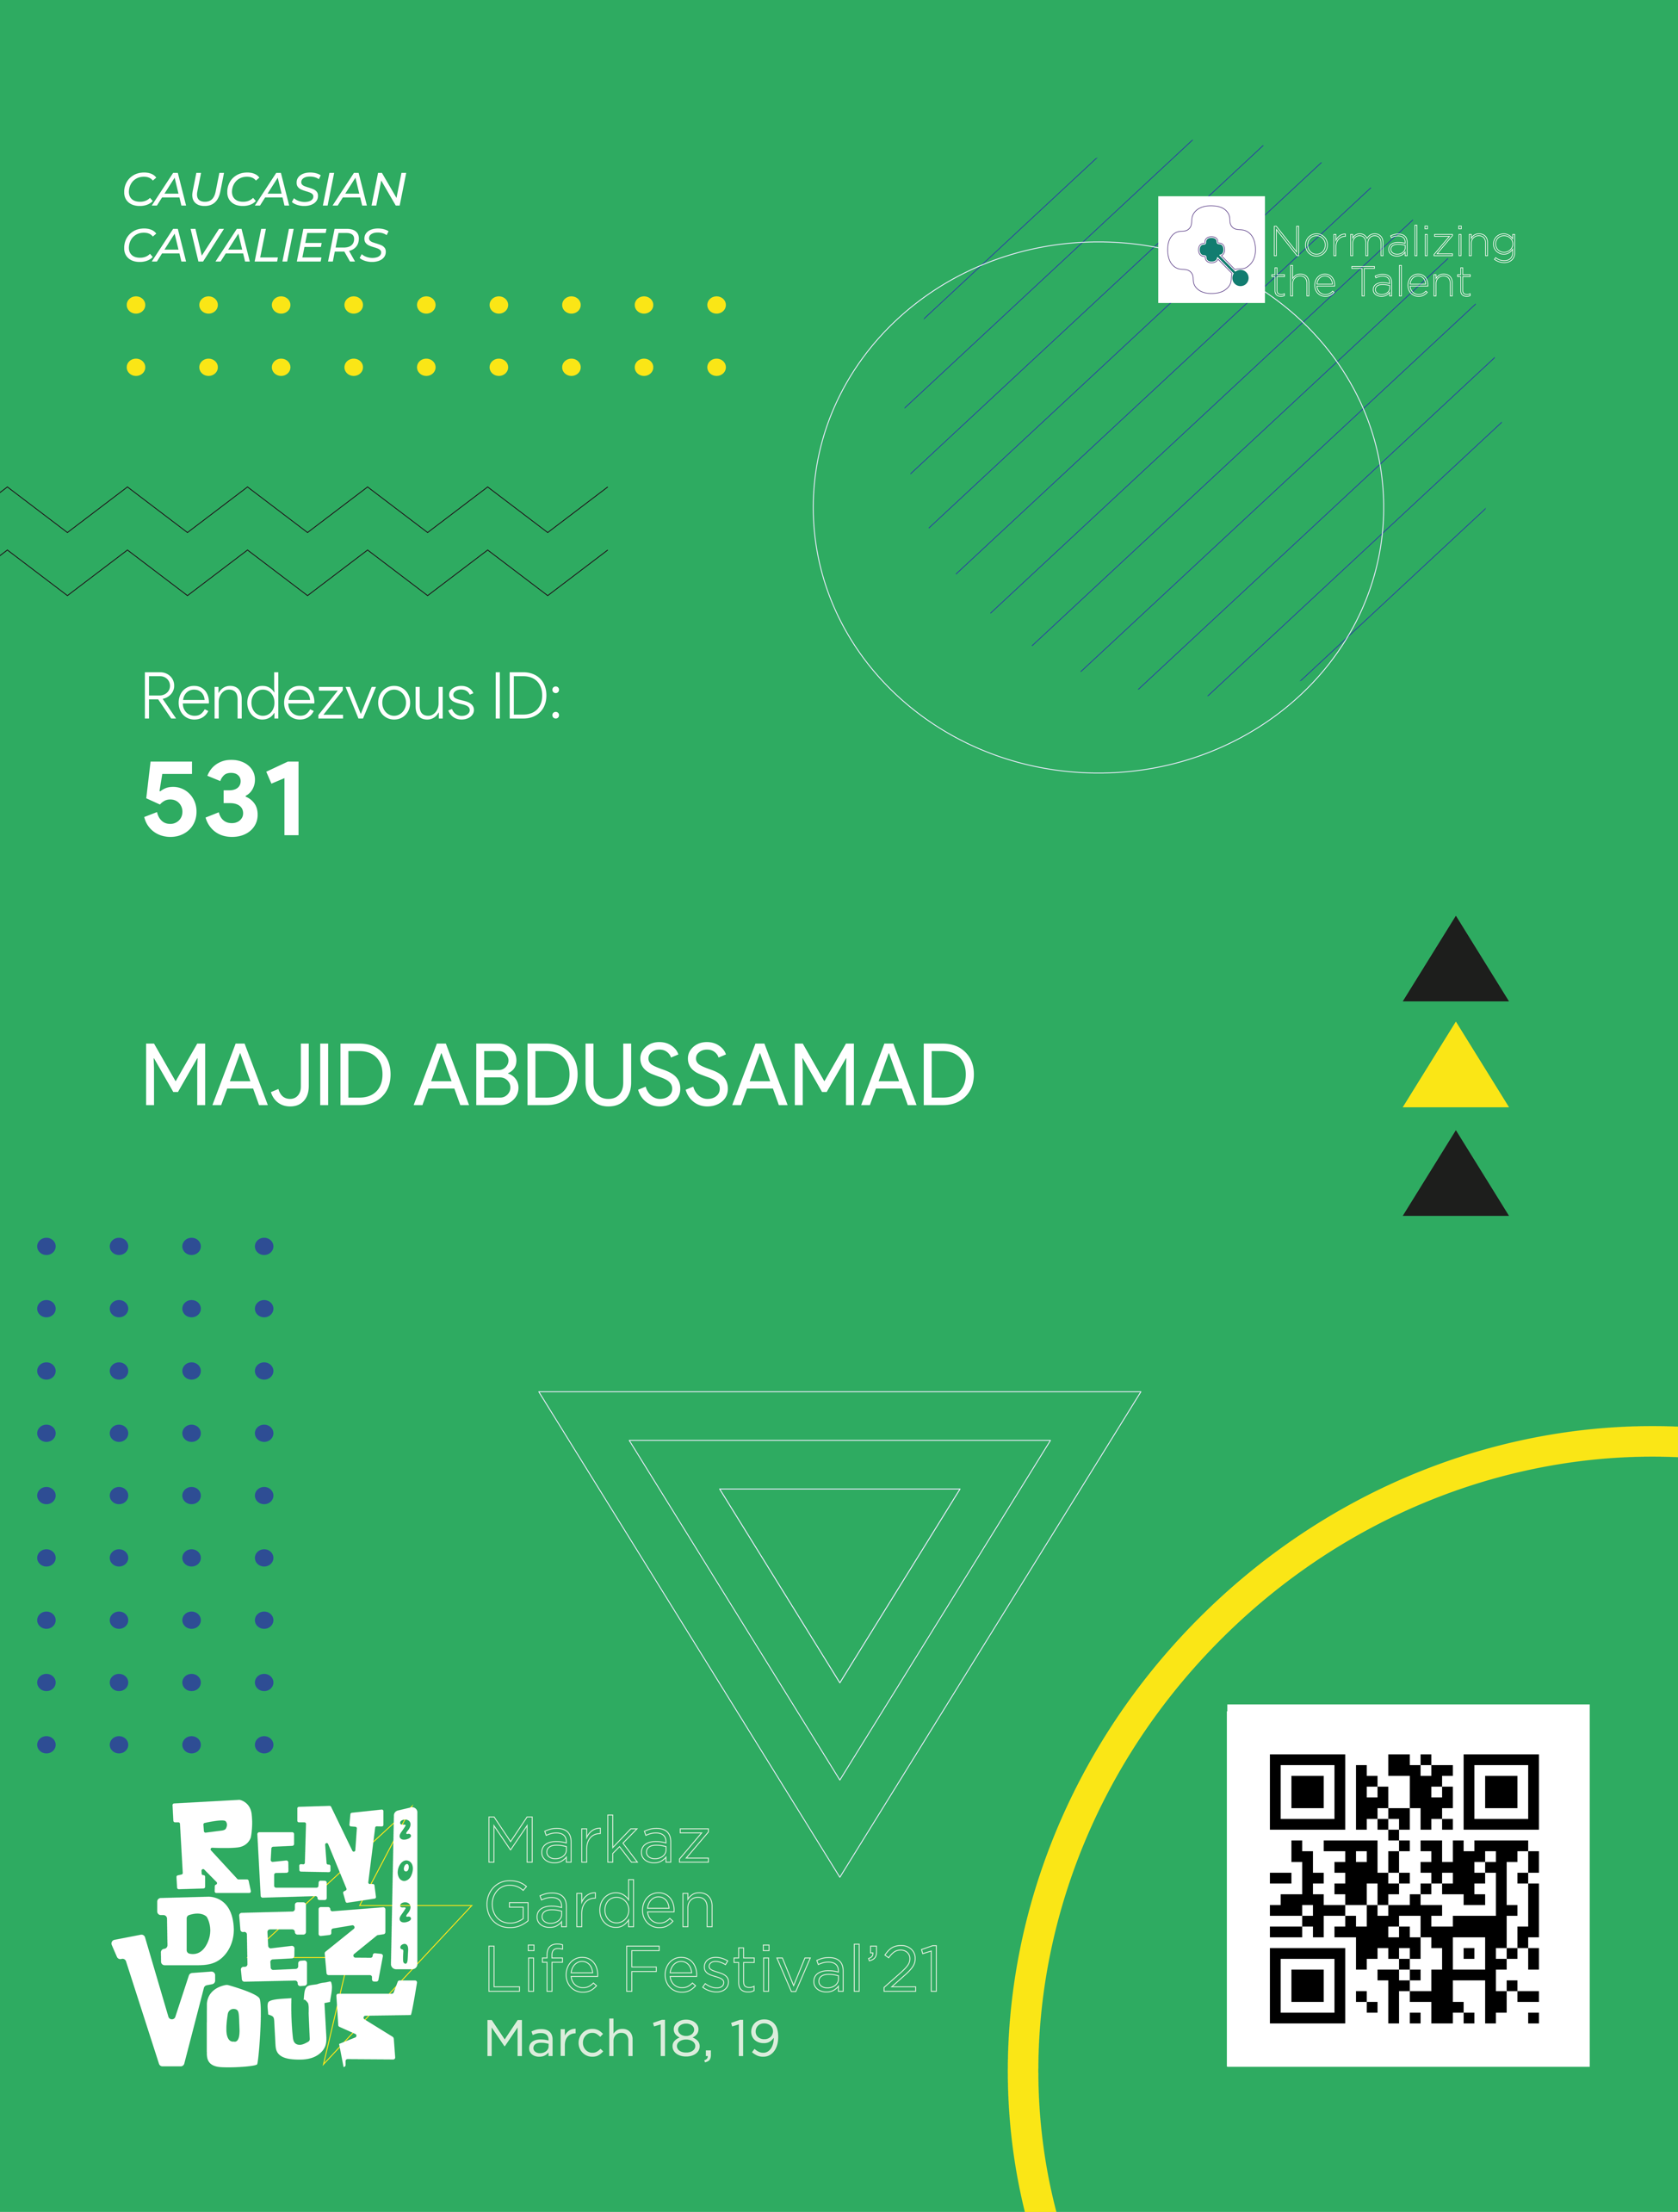 CAUCASIAN
CAVALIERS
Normalizing
the Talent
Rendezvous ID:
531
MAJID ABDUSSAMAD
REN
DEZ
VOUS
Markaz
Garden
Life Festival'21
March 18, 19